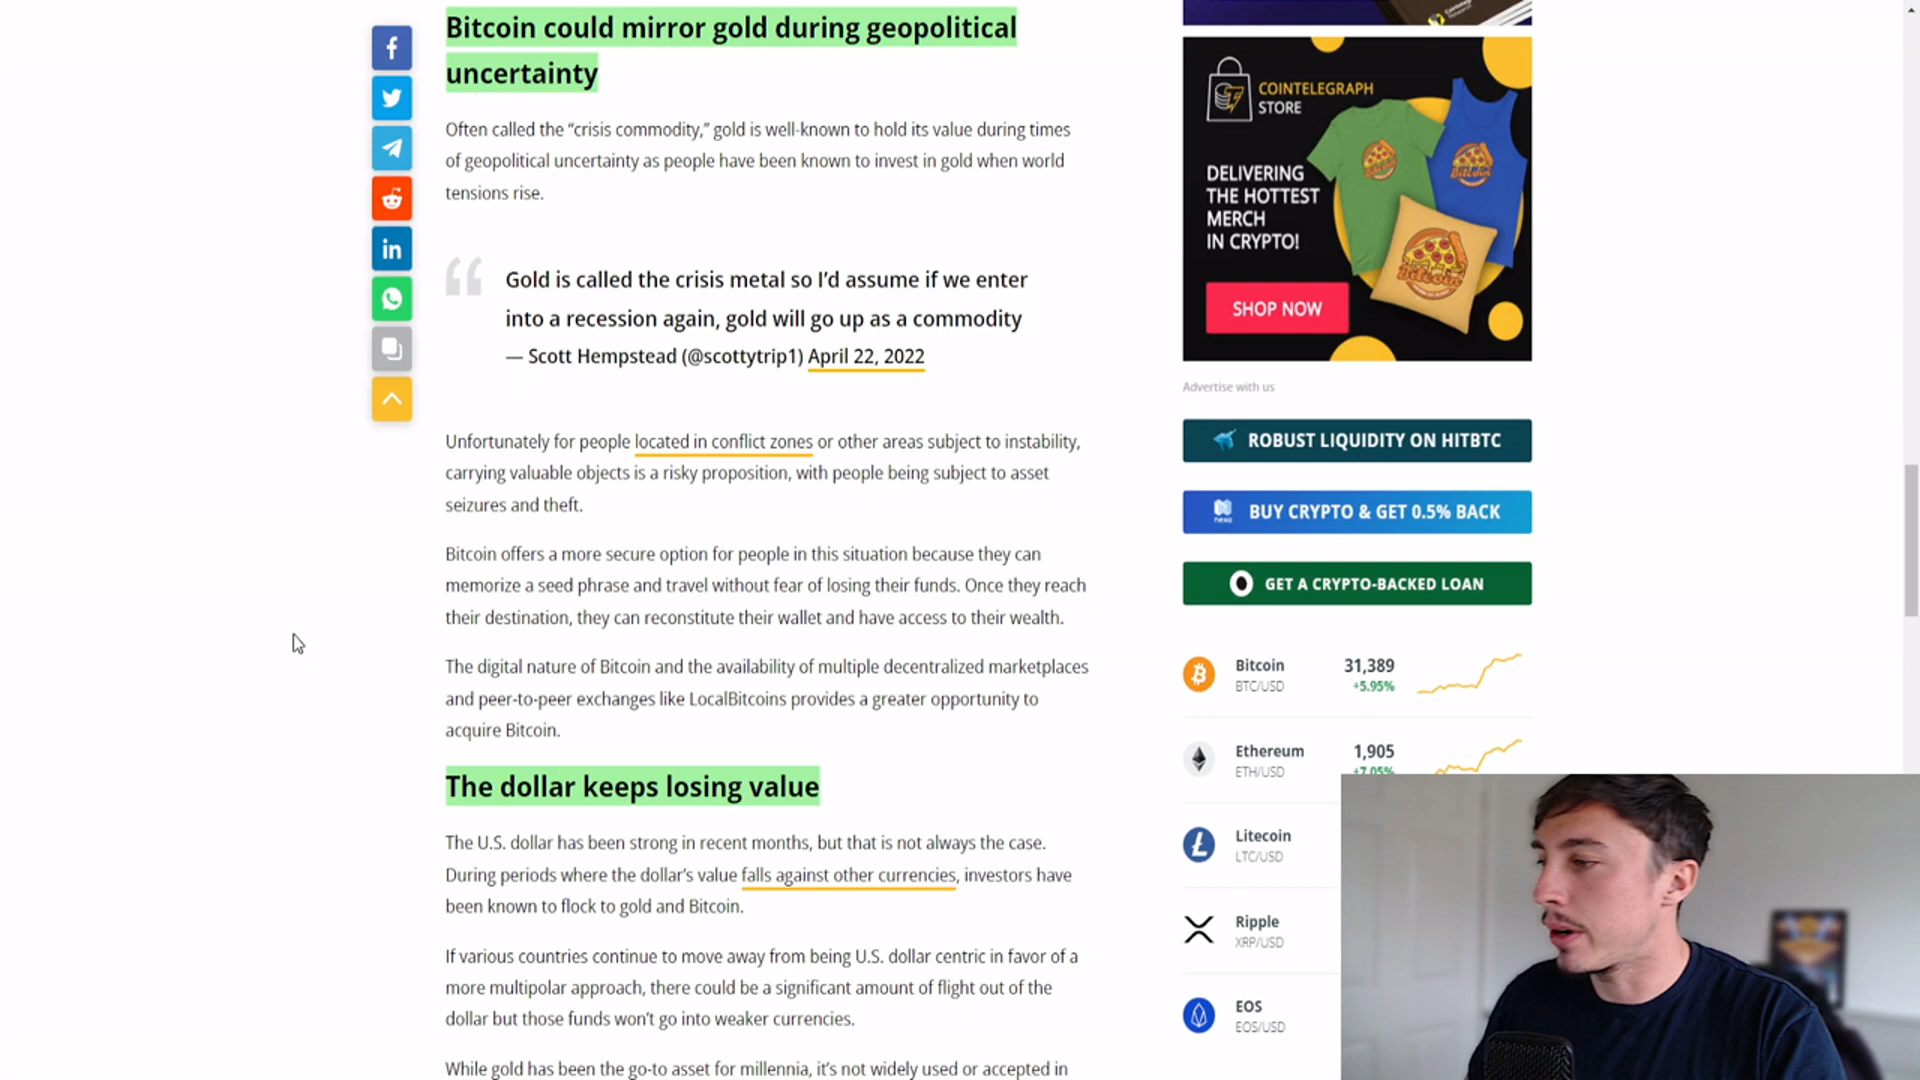 Bitcoin could mirror gold during geopolitical
uncertainty
Often called the “crisis commodity,” gold is well-known to hold its value during times
of geopolitical uncertainty as people have been known to invest in gold when world
tensions rise.
Gold is called the crisis metal so I’d assume if we enter
into a recession again, gold will go up as a commodity
— Scott Hempstead (@scottytrip1) April 22, 2022
Unfortunately for people located in conflict zones or other areas subject to instability,
carrying valuable objects is a risky proposition, with people being subject to asset
seizures and theft.
Bitcoin offers a more secure option for people in this situation because they can
memorize a seed phrase and travel without fear of losing their funds. Once they reach
their destination, they can reconstitute their wallet and have access to their wealth.
The digital nature of Bitcoin and the availability of multiple decentralized marketplaces
and peer-to-peer exchanges like LocalBitcoins provides a greater opportunity to
acquire Bitcoin.
The dollar keeps losing value
The U.S. dollar has been strong in recent months, but that is not always the case.
During periods where the dollar’s value falls against other currencies, investors have
been known to flock to gold and Bitcoin.
If various countries continue to move away from being U.S. dollar centric in favor of a
more multipolar approach, there could be a significant amount of flight out of the
dollar but those funds won’t go into weaker currencies.
While gold has been the go-to asset for millennia, it’s not widely used or accepted in
COINTELEGRAPH
STORE
DELIVERING
THE HOTTEST
MERCH
IN CRYPTO!
SHOP NOW
Bitcoin
Bitcoin
Bitcoin
Advertise with us
ROBUST LIQUIDITY ON HITBTC
nexo
BUY CRYPTO & GET 0.5% BACK
GET A CRYPTO-BACKED LOAN
Bitcoin 31,389
BTC/USD +5.95%
Ethereum 1,905
ETH/USD +7.05%
Litecoin
LTC/USD
Ripple
XRP/USD
EOS
EOS/USD